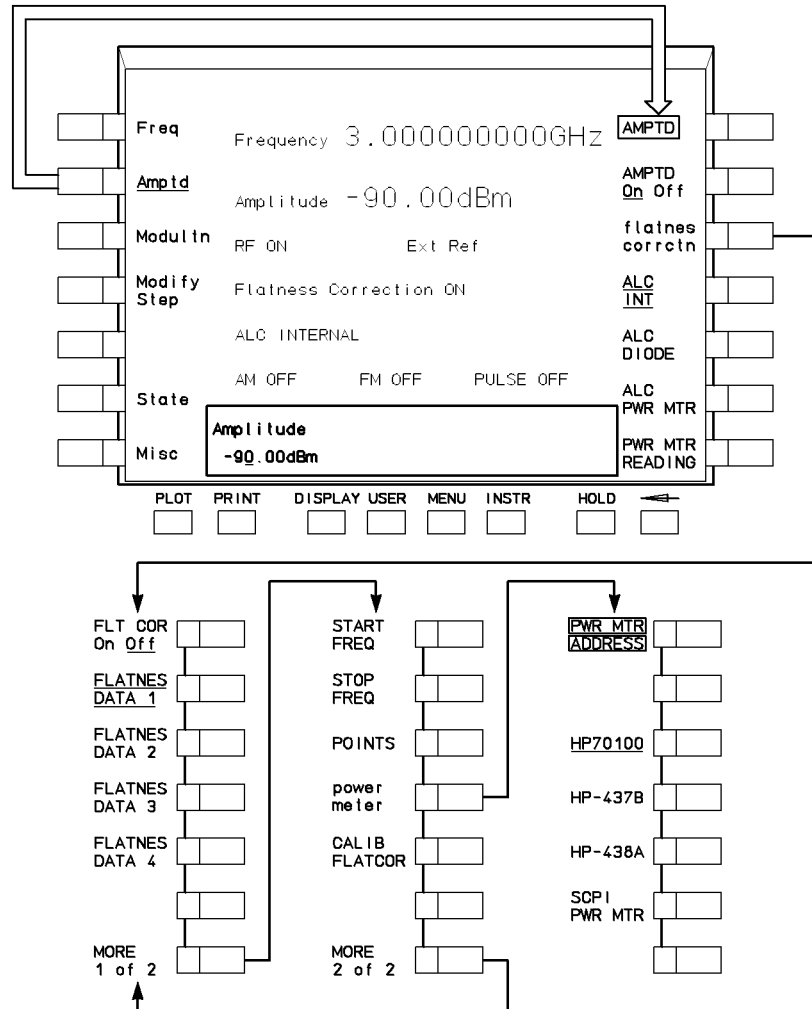 Freq
Frequency 3.000000000GHz
AMPTD
Amptd
Amplitude -90.00dBm
AMPTD
On Off
Modultn
RF ON Ext Ref
flatnes
corrctn
Modify
Step
Flatness Correction ON
ALC
INT
ALC INTERNAL
ALC
DIODE
AM OFF FM OFF PULSE OFF
State
ALC
PWR MTR
Amplitude
-90.00dBm
Misc
PWR MTR
READING
PLOT PRINT DISPLAY USER MENU INSTR HOLD
FLT COR
On Off
FLATNES
DATA 1
FLATNES
DATA 2
FLATNES
DATA 3
FLATNES
DATA 4
MORE
1 of 2
START
FREQ
STOP
FREQ
POINTS
power
meter
CALIB
FLATCOR
MORE
2 of 2
PWR MTR
ADDRESS
HP70100
HP-437B
HP-438A
SCPI
PWR MTR